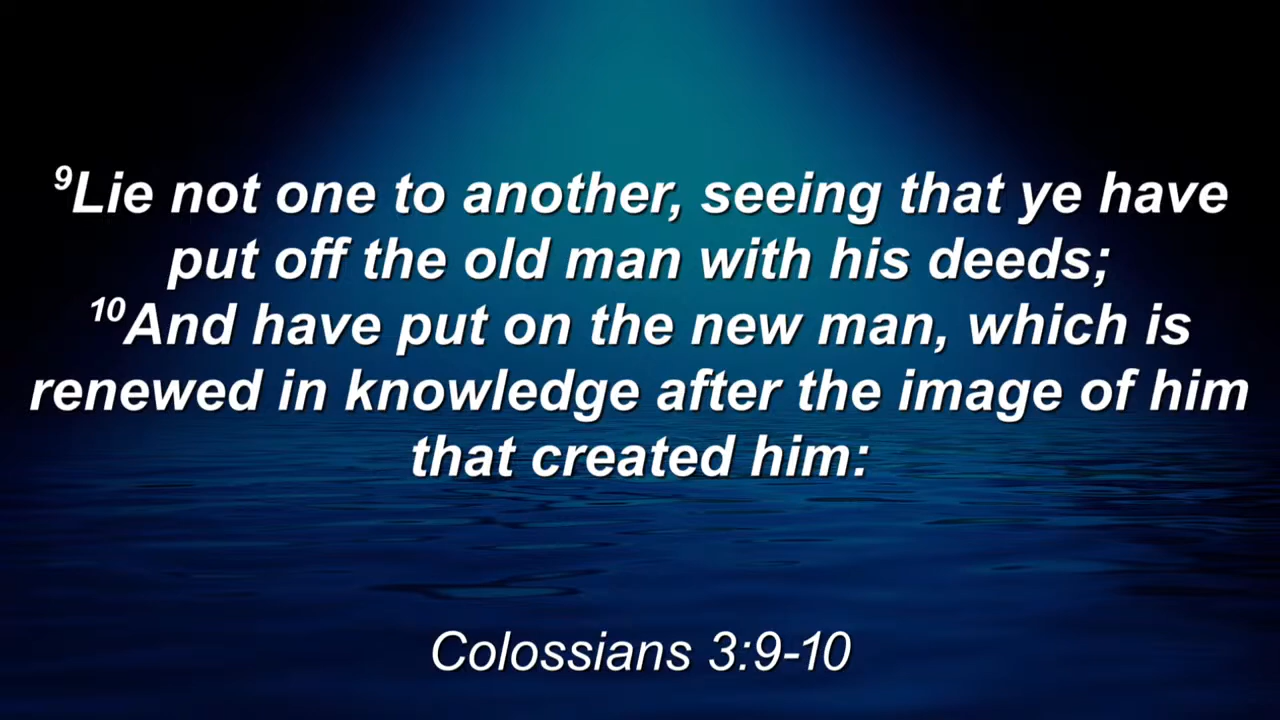 ⁹Lie not one to another, seeing that ye have
put off the old man with his deeds;
¹⁰And have put on the new man, which is
renewed in knowledge after the image of him
that created him:
Colossians 3:9-10